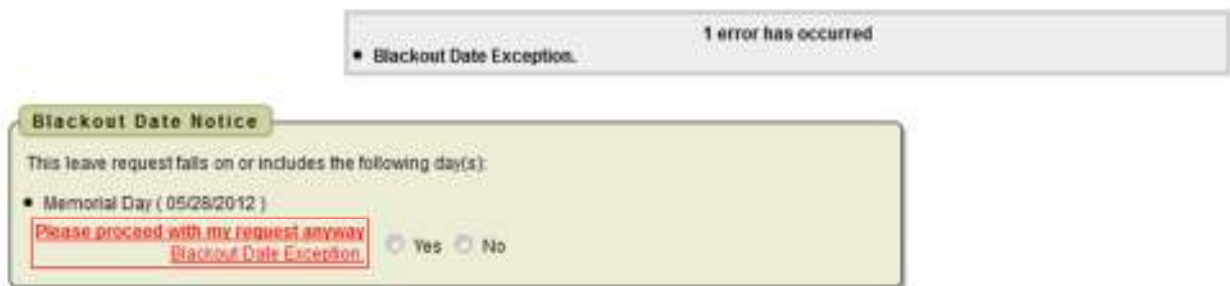 1 error has occurred
• Blackout Date Exception.
Blackout Date Notice
This leave request falls on or includes the following day(s):
• Memorial Day ( 05/28/2012 )
Please proceed with my request anyway
Blackout Date Exception.
Yes No